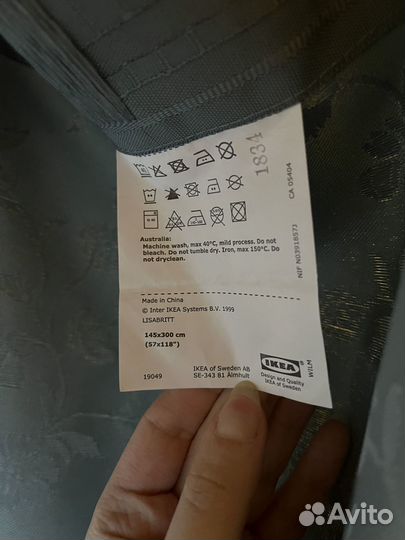 1834
CA 05404
NIF N03918573
Australia:
Machine wash, max 40°C, mild process. Do not
bleach. Do not tumble dry. Iron, max 150°C. Do
not dryclean.
Made in China
© Inter IKEA Systems B.V. 1999
LISABRITT
145x300 cm
(57x118")
19049
IKEA of Sweden AB
SE-343 81 Älmhult
IKEA
Design and Quality
IKEA of Sweden
WILM
Avito